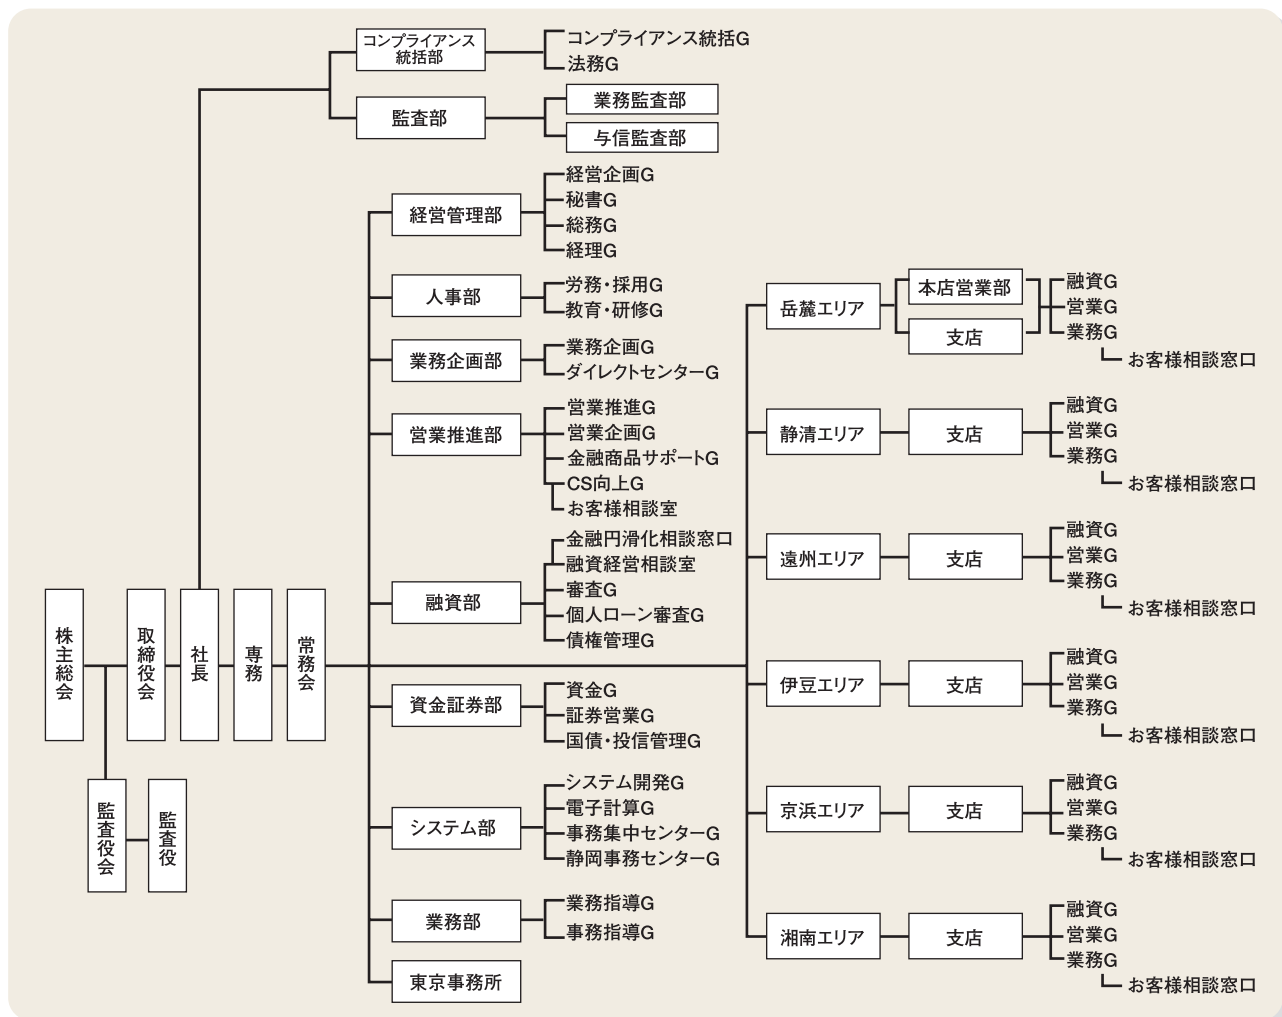 コンプライアンス
統括部
コンプライアンス統括G
法務G
監査部
業務監査部
与信監査部
経営管理部
経営企画G
秘書G
総務G
経理G
人事部
労務・採用G
教育・研修G
業務企画部
業務企画G
ダイレクトセンターG
営業推進部
営業推進G
営業企画G
金融商品サポートG
CS向上G
お客様相談室
融資部
金融円滑化相談窓口
融資経営相談室
審査G
個人ローン審査G
債権管理G
株主総会
取締役会
社長
専務
常務会
監査役会
監査役
資金証券部
資金G
証券営業G
国債・投信管理G
システム部
システム開発G
電子計算G
事務集中センターG
静岡事務センターG
業務部
業務指導G
事務指導G
東京事務所
岳麓エリア
本店営業部
支店
融資G
営業G
業務G
お客様相談窓口
静清エリア
支店
融資G
営業G
業務G
お客様相談窓口
遠州エリア
支店
融資G
営業G
業務G
お客様相談窓口
伊豆エリア
支店
融資G
営業G
業務G
お客様相談窓口
京浜エリア
支店
融資G
営業G
業務G
お客様相談窓口
湘南エリア
支店
融資G
営業G
業務G
お客様相談窓口